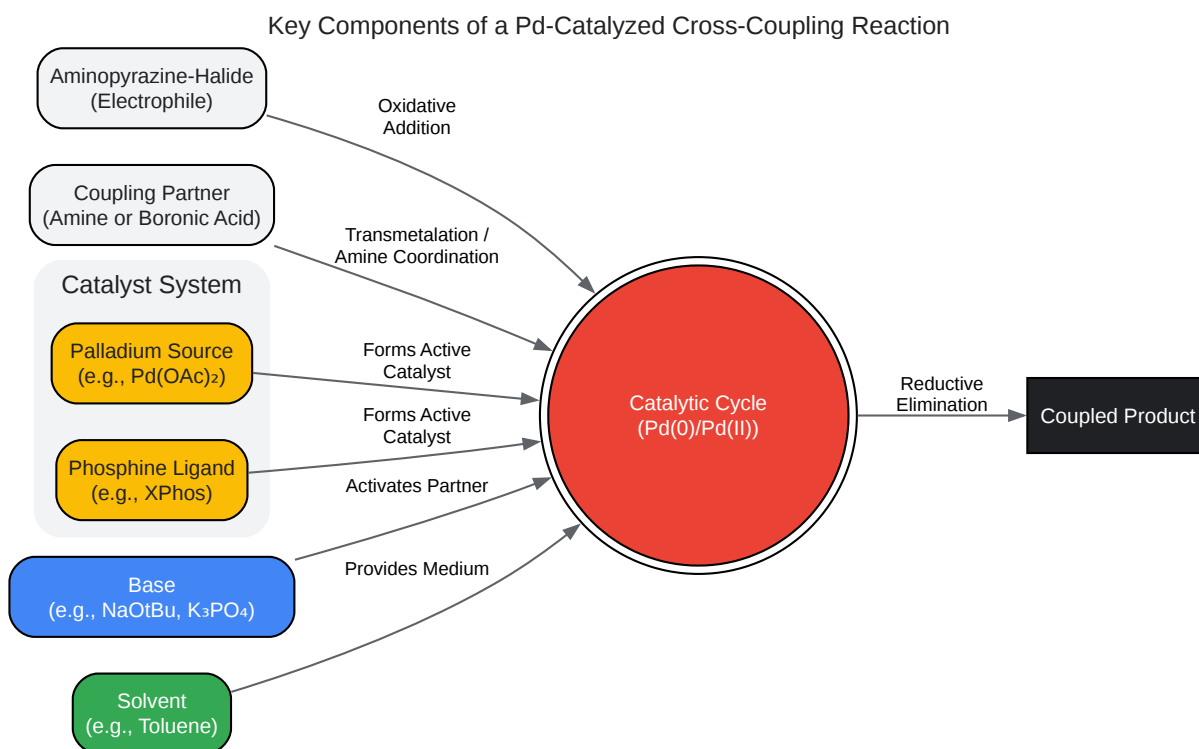 Key Components of a Pd-Catalyzed Cross-Coupling Reaction
Aminopyrazine-Halide
(Electrophile)
Oxidative
Addition
Coupling Partner
(Amine or Boronic Acid)
Transmetalation /
Amine Coordination
Catalyst System
Palladium Source
(e.g., Pd(OAc)₂)
Forms Active
Catalyst
Phosphine Ligand
(e.g., XPhos)
Forms Active
Catalyst
Base
(e.g., NaOtBu, K₃PO₄)
Activates Partner
Solvent
(e.g., Toluene)
Provides Medium
Catalytic Cycle
(Pd(0)/Pd(II))
Reductive
Elimination
Coupled Product